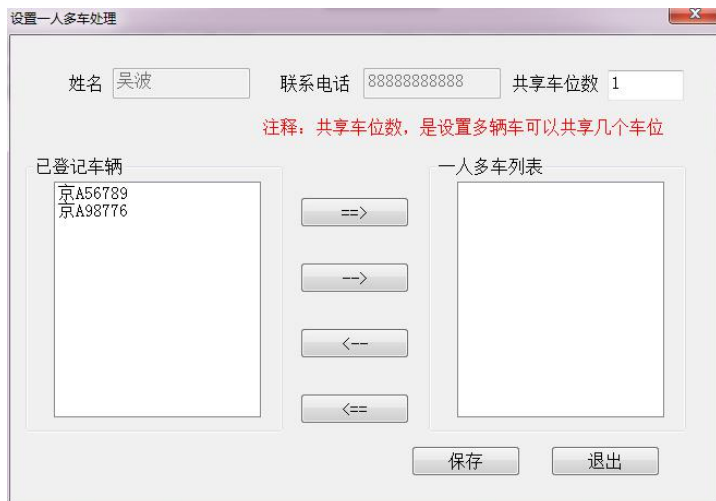 设置一人多车处理
姓名 吴波 联系电话 88888888888 共享车位数 1
注释：共享车位数，是设置多辆车可以共享几个车位
已登记车辆 一人多车列表
京A56789
京A98776
==>
-->
<--
<==
保存 退出